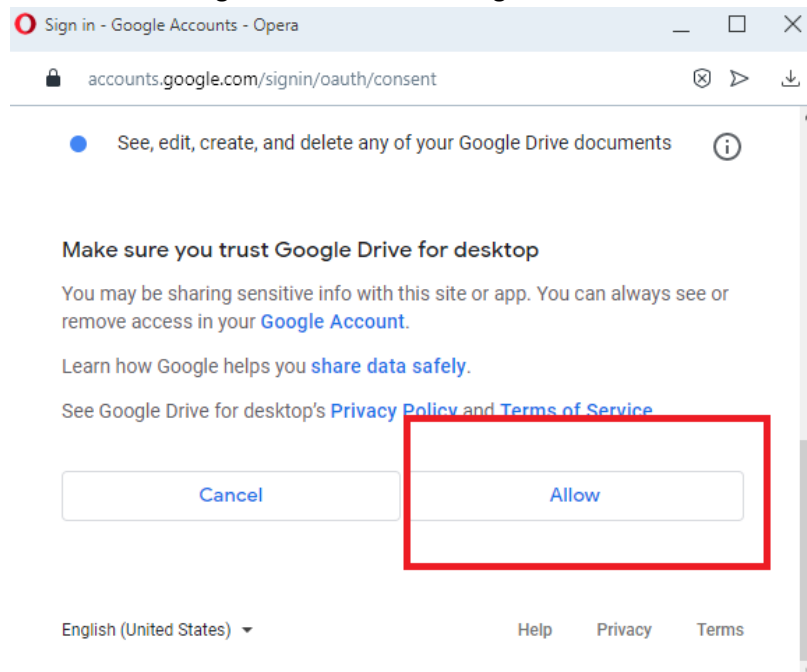 Sign in - Google Accounts - Opera
accounts.google.com/signin/oauth/consent
See, edit, create, and delete any of your Google Drive documents
Make sure you trust Google Drive for desktop
You may be sharing sensitive info with this site or app. You can always see or
remove access in your Google Account.
Learn how Google helps you share data safely.
See Google Drive for desktop's Privacy Policy and Terms of Service
Cancel Allow
English (United States) Help Privacy Terms